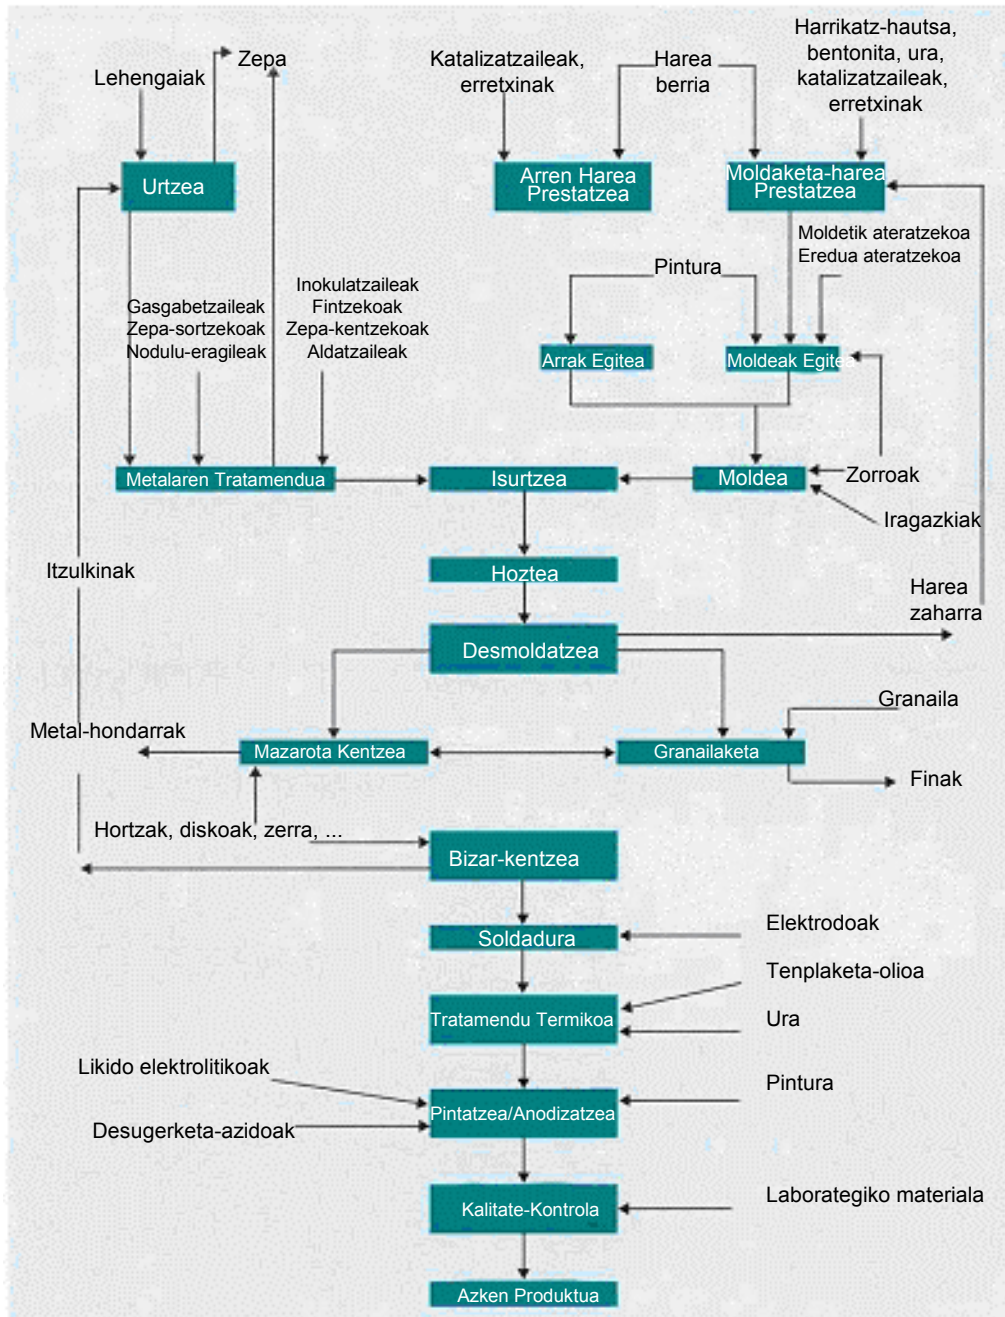 Harrikatz-hautsa,
bentonita, ura,
katalizatzaileak,
erretxinak
Zepa
Lehengaiak
Katalizatzaileak,
erretxinak
Harea
berria
Urtzea
Arren Harea
Prestatzea
Moldaketa-harea
Prestatzea
Moldetik ateratzekoa
Eredua ateratzekoa
Pintura
Gasgabetzaileak
Zepa-sortzekoak
Nodulu-eragileak
Inokulatzaileak
Fintzekoak
Zepa-kentzekoak
Aldatzaileak
Arrak Egitea
Moldeak Egitea
Metalaren Tratamendua
Isurtzea
Moldea
Zorroak
Iragazkiak
Itzulkinak
Hoztea
Harea
zaharra
Desmoldatzea
Granaila
Metal-hondarrak
Mazarota Kentzea
Granailaketa
Finak
Hortzak, diskoak, zerra, ...
Bizar-kentzea
Elektrodoak
Soldadura
Tenplaketa-olioa
Tratamendu Termikoa
Ura
Likido elektrolitikoak
Pintura
Pintatzea/Anodizatzea
Desugerketa-azidoak
Laborategiko materiala
Kalitate-Kontrola
Azken Produktua